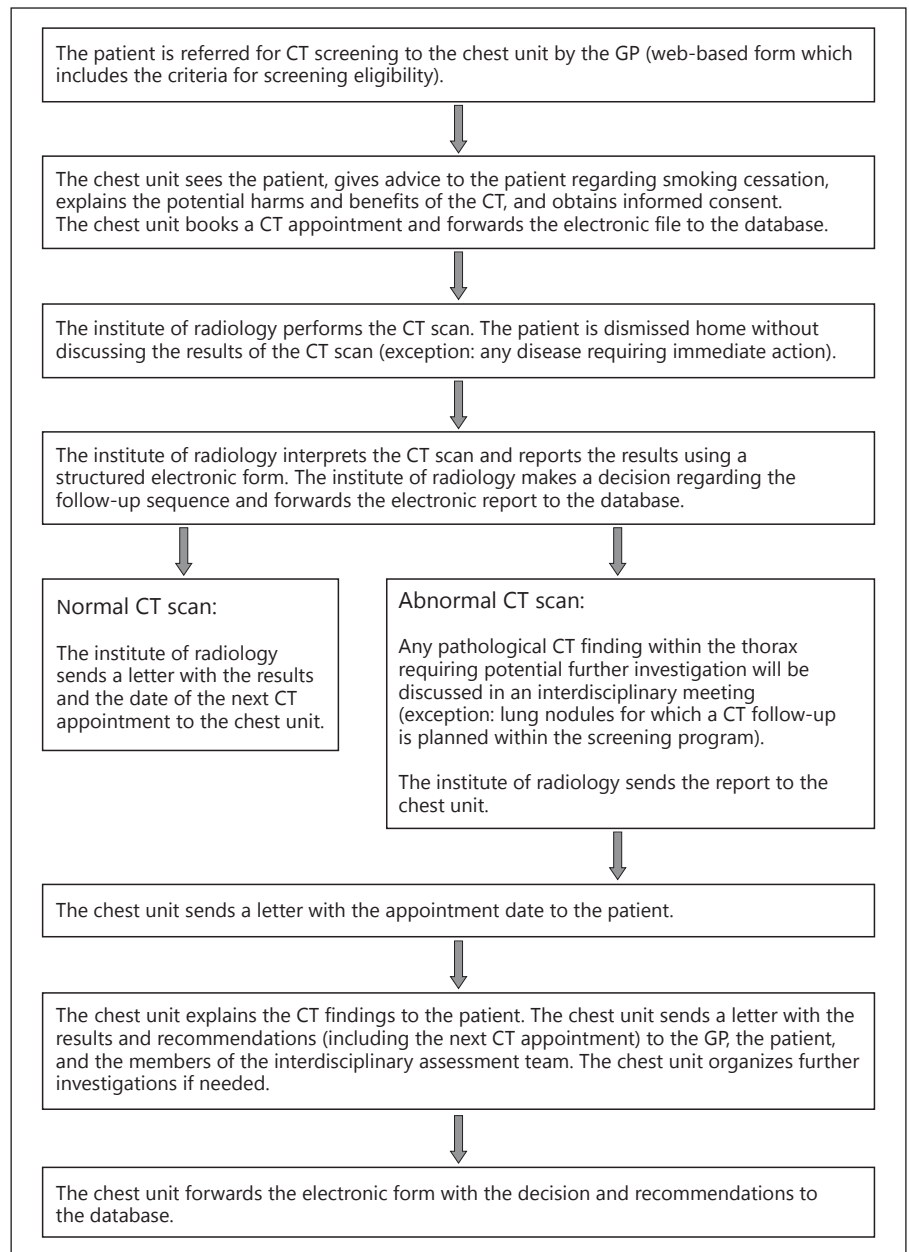 The patient is referred for CT screening to the chest unit by the GP (web-based form which
includes the criteria for screening eligibility).
The chest unit sees the patient, gives advice to the patient regarding smoking cessation,
explains the potential harms and benefits of the CT, and obtains informed consent.
The chest unit books a CT appointment and forwards the electronic file to the database.
The institute of radiology performs the CT scan. The patient is dismissed home without
discussing the results of the CT scan (exception: any disease requiring immediate action).
The institute of radiology interprets the CT scan and reports the results using a
structured electronic form. The institute of radiology makes a decision regarding the
follow-up sequence and forwards the electronic report to the database.
Normal CT scan:
The institute of radiology
sends a letter with the results
and the date of the next CT
appointment to the chest unit.
Abnormal CT scan:
Any pathological CT finding within the thorax
requiring potential further investigation will be
discussed in an interdisciplinary meeting
(exception: lung nodules for which a CT follow-up
is planned within the screening program).
The institute of radiology sends the report to the
chest unit.
The chest unit sends a letter with the appointment date to the patient.
The chest unit explains the CT findings to the patient. The chest unit sends a letter with the
results and recommendations (including the next CT appointment) to the GP, the patient,
and the members of the interdisciplinary assessment team. The chest unit organizes further
investigations if needed.
The chest unit forwards the electronic form with the decision and recommendations to
the database.